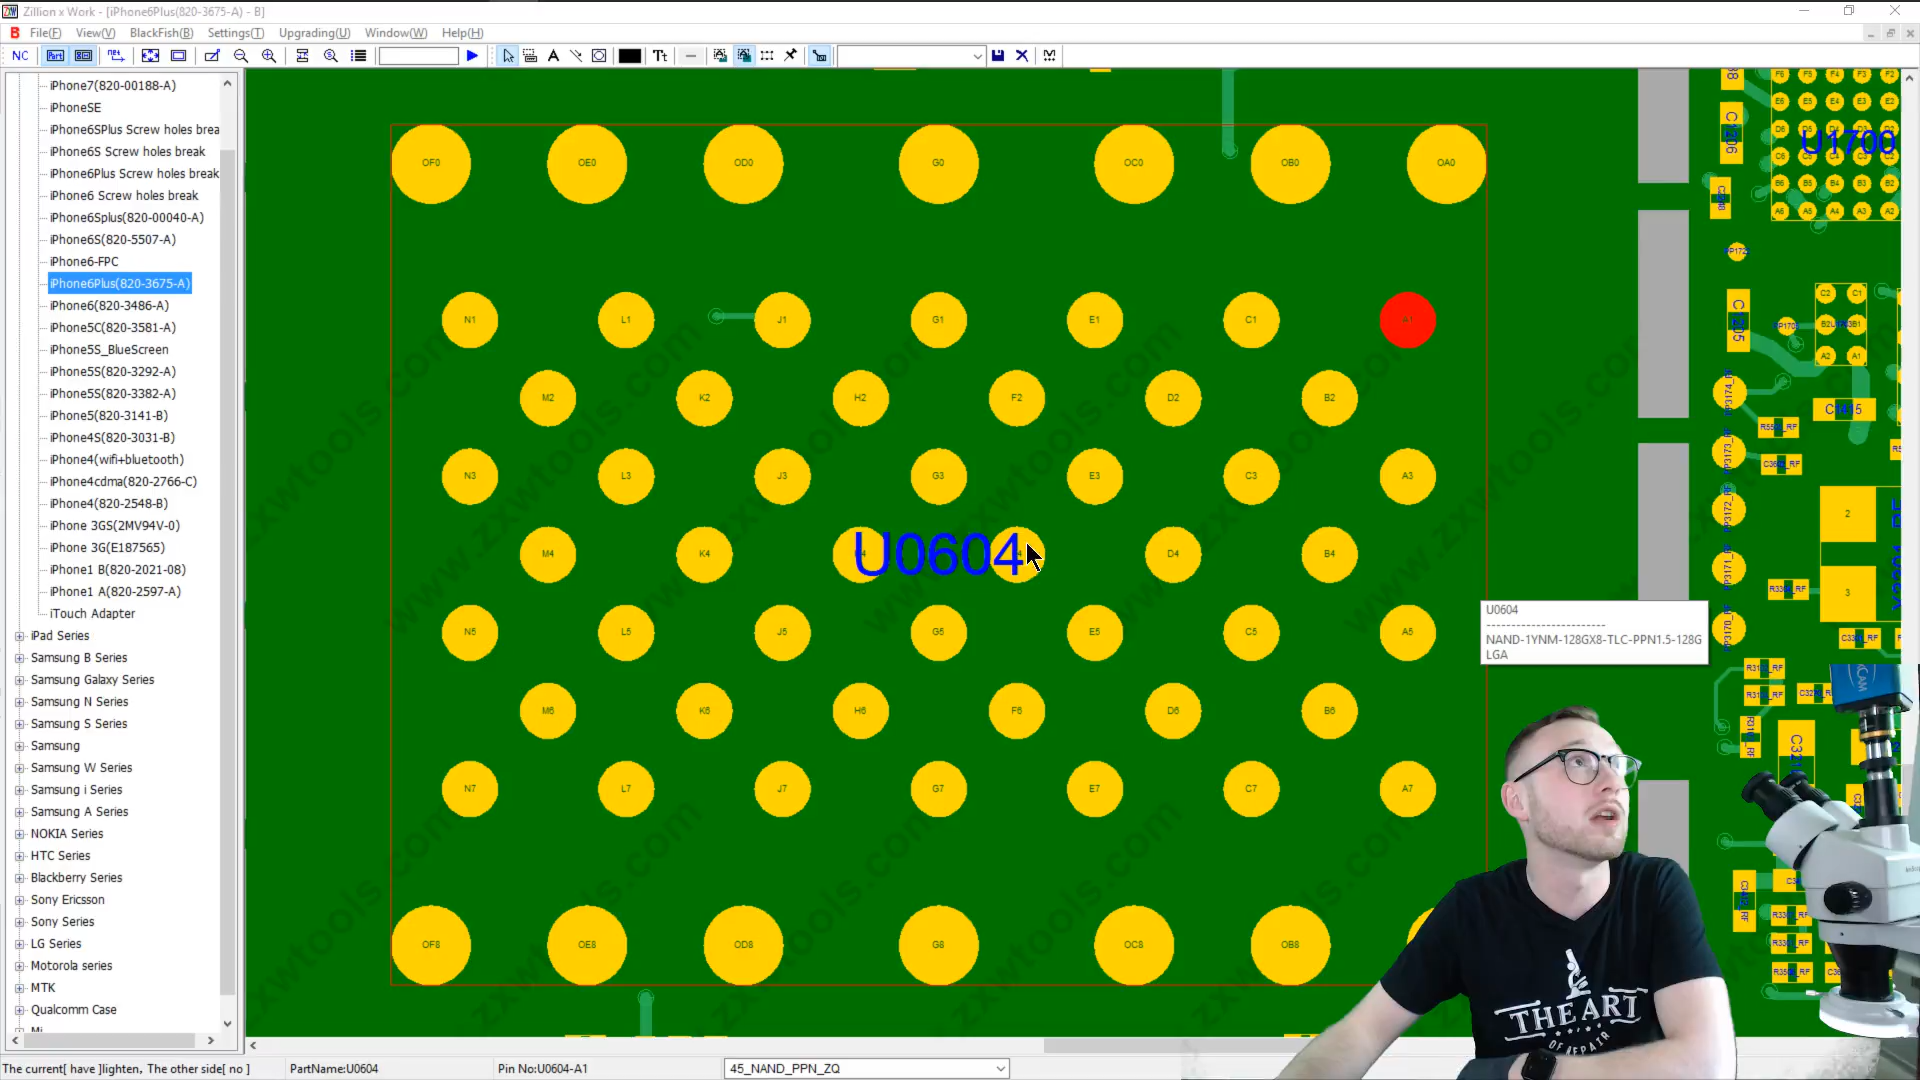 Zillion x Work - [iPhone6Plus(820-3675-A) - B]
B File(F) View(V) BlackFish(B) Settings(T) Upgrading(U) Window(W) Help(H)
NC
iPhone7(820-00188-A)
iPhoneSE
iPhone6SPlus Screw holes brea
iPhone6S Screw holes break
iPhone6Plus Screw holes break
iPhone6 Screw holes break
iPhone6Splus(820-00040-A)
iPhone6S(820-5507-A)
iPhone6-FPC
iPhone6Plus(820-3675-A)
iPhone6(820-3486-A)
iPhone5C(820-3581-A)
iPhone5S_BlueScreen
iPhone5S(820-3292-A)
iPhone5S(820-3382-A)
iPhone5(820-3141-B)
iPhone4S(820-3031-B)
iPhone4(wifi+bluetooth)
iPhone4cdma(820-2766-C)
iPhone4(820-2548-B)
iPhone 3GS(2MV94V-0)
iPhone 3G(E187565)
iPhone1 B(820-2021-08)
iPhone1 A(820-2597-A)
iTouch Adapter
iPad Series
Samsung B Series
Samsung Galaxy Series
Samsung N Series
Samsung S Series
Samsung
Samsung W Series
Samsung i Series
Samsung A Series
NOKIA Series
HTC Series
Blackberry Series
Sony Ericsson
Sony Series
LG Series
Motorola series
MTK
Qualcomm Case
OF0 OE0 OD0 G0 OC0 OB0 OA0
N1 L1 J1 G1 E1 C1 A1
M2 K2 H2 F2 D2 B2
N3 L3 J3 G3 E3 C3 A3
M4 K4 U0604 D4 B4
N5 L5 J5 G5 E5 C5 A5
M6 K6 H6 F6 D6 B6
N7 L7 J7 G7 E7 C7 A7
OF8 OE8 OD8 G8 OC8 OB8
www.zzxwtools.com
U1700
C1415
U0604
NAND-1YNM-128GX8-TLC-PPN1.5-128G
LGA
THE ART
OF REPAIR
The current[ have ]lighten, The other side[ no ]
PartName:U0604
Pin No:U0604-A1
45_NAND_PPN_ZQ